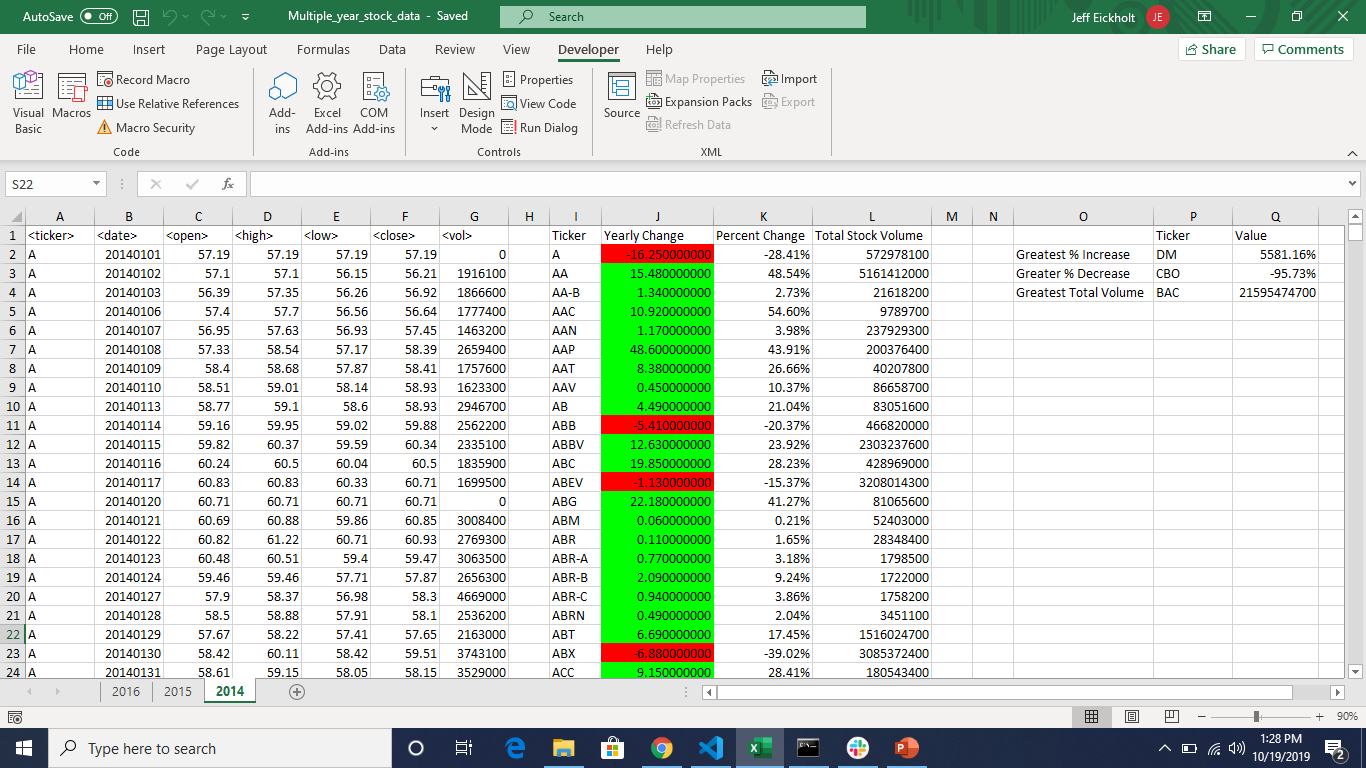 AutoSave Off Multiple_year_stock_data - Saved Search Jeff Eickholt JE
File Home Insert Page Layout Formulas Data Review View Developer Help Share Comments
Visual Basic Macros Record Macro Use Relative References Macro Security Add-ins Excel Add-ins COM Add-ins Insert Design Mode Properties View Code Run Dialog Source Map Properties Expansion Packs Refresh Data Import Export
Code Add-ins Controls XML
S22 fx
A B C D E F G H I J K L M N O P Q
1 <ticker> <date> <open> <high> <low> <close> <vol> Ticker Yearly Change Percent Change Total Stock Volume Ticker Value
2 A 20140101 57.19 57.19 57.19 57.19 0 A -16.250000000 -28.41% 572978100 Greatest % Increase DM 5581.16%
3 A 20140102 57.1 57.1 56.15 56.21 1916100 AA 15.480000000 48.54% 5161412000 Greater % Decrease CBO -95.73%
4 A 20140103 56.39 57.35 56.26 56.92 1866600 AA-B 1.340000000 2.73% 21618200 Greatest Total Volume BAC 21595474700
5 A 20140106 57.4 57.7 56.56 56.64 1777400 AAC 10.920000000 54.60% 9789700
6 A 20140107 56.95 57.63 56.93 57.45 1463200 AAN 1.170000000 3.98% 237929300
7 A 20140108 57.33 58.54 57.17 58.39 2659400 AAP 48.600000000 43.91% 200376400
8 A 20140109 58.4 58.68 57.87 58.41 1757600 AAT 8.380000000 26.66% 40207800
9 A 20140110 58.51 59.01 58.14 58.93 1623300 AAV 0.450000000 10.37% 86658700
10 A 20140113 58.77 59.1 58.6 58.93 2946700 AB 4.490000000 21.04% 83051600
11 A 20140114 59.16 59.95 59.02 59.88 2562200 ABB -5.410000000 -20.37% 466820000
12 A 20140115 59.82 60.37 59.59 60.34 2335100 ABBV 12.630000000 23.92% 2303237600
13 A 20140116 60.24 60.5 60.04 60.5 1835900 ABC 19.850000000 28.23% 428969000
14 A 20140117 60.83 60.83 60.33 60.71 1699500 ABEV -1.130000000 -15.37% 3208014300
15 A 20140120 60.71 60.71 60.71 60.71 0 ABG 22.180000000 41.27% 81065600
16 A 20140121 60.69 60.88 59.86 60.85 3008400 ABM 0.060000000 0.21% 52403000
17 A 20140122 60.82 61.22 60.71 60.93 2769300 ABR 0.110000000 1.65% 28348400
18 A 20140123 60.48 60.51 59.4 59.47 3063500 ABR-A 0.770000000 3.18% 1798500
19 A 20140124 59.46 59.46 57.71 57.87 2656300 ABR-B 2.090000000 9.24% 1722000
20 A 20140127 57.9 58.37 56.98 58.3 4669000 ABR-C 0.940000000 3.86% 1758200
21 A 20140128 58.5 58.88 57.91 58.1 2536200 ABRN 0.490000000 2.04% 3451100
22 A 20140129 57.67 58.22 57.41 57.65 2163000 ABT 6.690000000 17.45% 1516024700
23 A 20140130 58.42 60.11 58.42 59.51 3743100 ABX -6.880000000 -39.02% 3085372400
24 A 20140131 58.61 59.15 58.05 58.15 3529000 ACC 9.150000000 28.41% 180543400
2016 2015 2014
90%
Type here to search 1:28 PM
10/19/2019 2